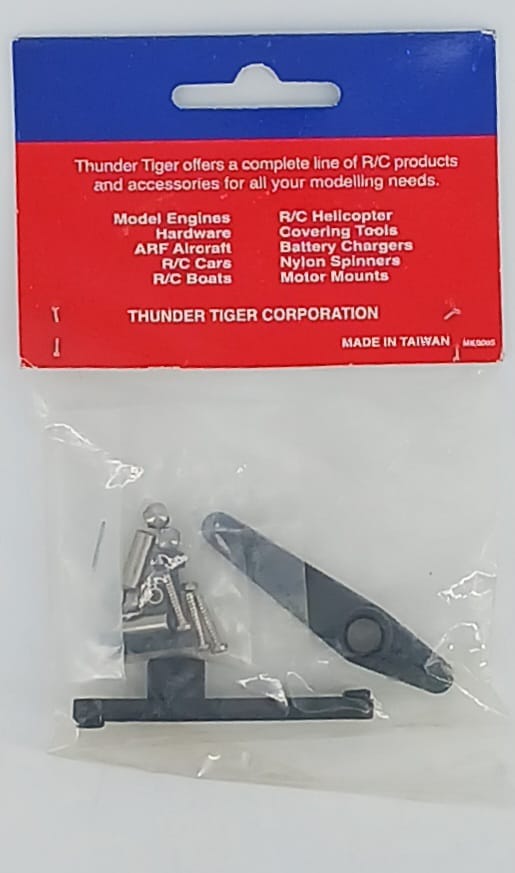 Thunder Tiger offers a complete line of R/C products
and accessories for all your modelling needs.
Model Engines
Hardware
ARF Aircraft
R/C Cars
R/C Boats
R/C Helicopter
Covering Tools
Battery Chargers
Nylon Spinners
Motor Mounts
THUNDER TIGER CORPORATION
MADE IN TAIWAN